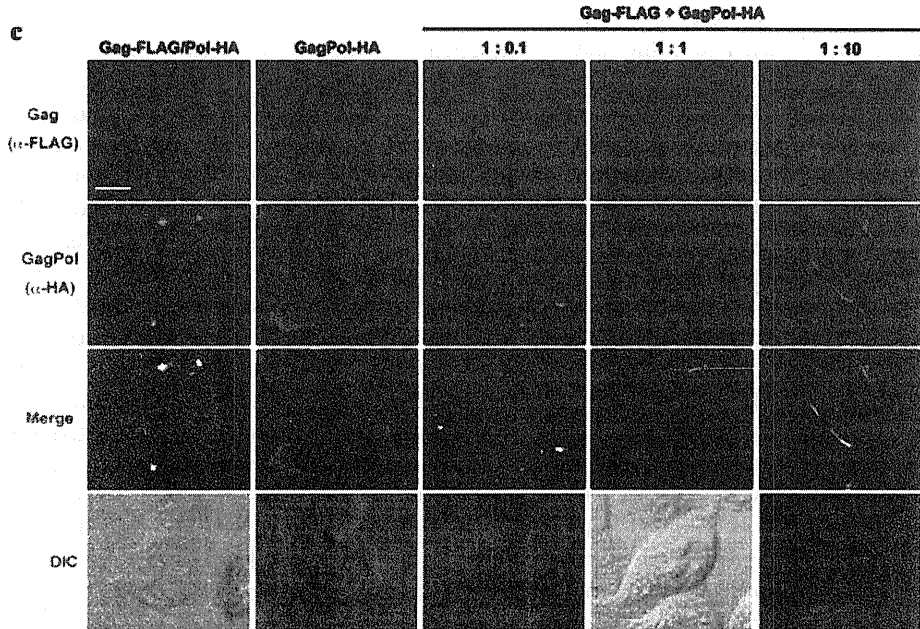 c
Gag-FLAG + GagPol-HA
Gag-FLAG/Pol-HA GagPol-HA 1 : 0.1 1 : 1 1 : 10
Gag
(α-FLAG)
GagPol
(α-HA)
Merge
DIC